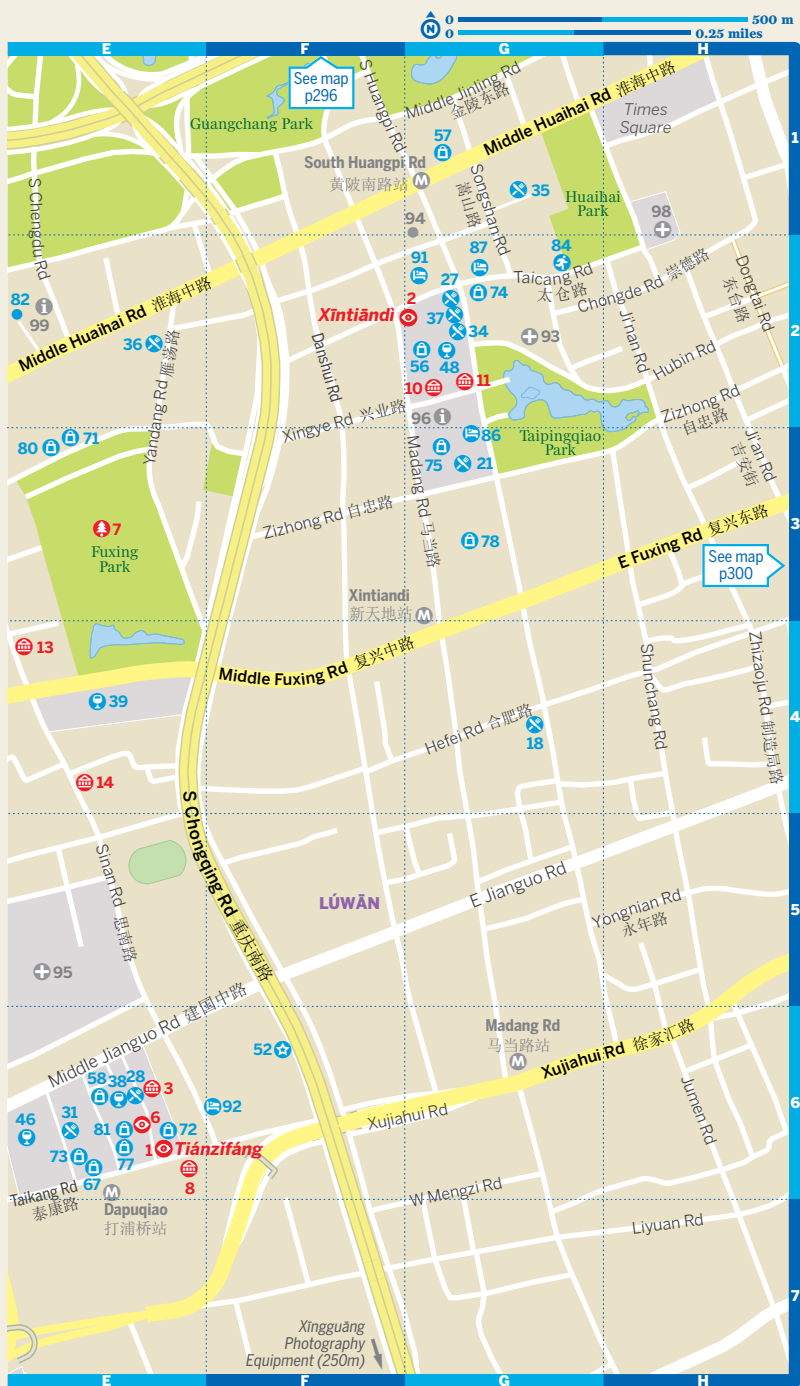 N
0
500 m
0
0.25 miles
E
F
G
H
See map
p296
Guangchang Park
S Huangpi Rd
Middle Jinling Rd
金陵东路
Middle Huaihai Rd 淮海中路
Times
Square
1
57
South Huangpi Rd
黄陂南路站
M
Songshan Rd
嵩山路
35
Huaihai
Park
98
94
S Chengdu Rd
91
87
84
82
99
Middle Huaihai Rd 淮海中路
Xīntiāndì
2
27
74
Taicang Rd
太仓路
Chongde Rd 崇德路
Dongtai Rd
东台路
2
37
34
93
Ji'nan Rd
Hubin Rd
36
Yandang Rd 雁荡路
Danshui Rd
56
48
10
11
Xingye Rd 兴业路
96
Zizhong Rd
自忠路
80
71
86
Taipingqiao
Park
75
21
Madang Rd 马当路
Ji'an Rd
吉安街
Zizhong Rd 自忠路
7
Fuxing
Park
78
E Fuxing Rd 复兴东路
3
See map
p300
Xintiandi
新天地站
M
13
Middle Fuxing Rd 复兴中路
Shunchang Rd
Zhizaoju Rd 制造局路
39
Hefei Rd 合肥路
18
4
14
S Chongqing Rd 重庆南路
Sinan Rd 思南路
LÚWĀN
E Jianguo Rd
Yongnian Rd
永年路
5
95
Middle Jianguo Rd 建国中路
52
Madang Rd
马当路站
M
Xujiahui Rd 徐家汇路
58
38
28
3
92
Xujiahui Rd
Jumen Rd
6
46
31
6
81
72
1
Tiánzǐfáng
73
77
67
8
Taikang Rd
泰康路
M
Dapuqiao
打浦桥站
W Mengzi Rd
Liyuan Rd
7
Xīngguāng
Photography
Equipment (250m)
E
F
G
H